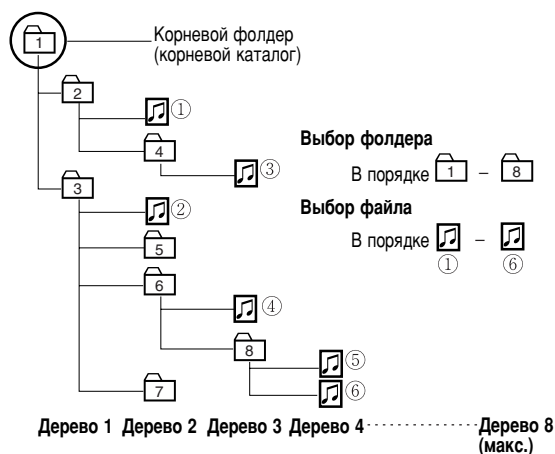 1
Корневой фолдер
(корневой каталог)
2
①
4
③
Выбор фолдера
В порядке 1 – 8
3
②
Выбор файла
В порядке – 
① ⑥
5
6
④
8
⑤
⑥
7
Дерево 1 Дерево 2 Дерево 3 Дерево 4 - - - - - - - - - - - - Дерево 8
(макс.)